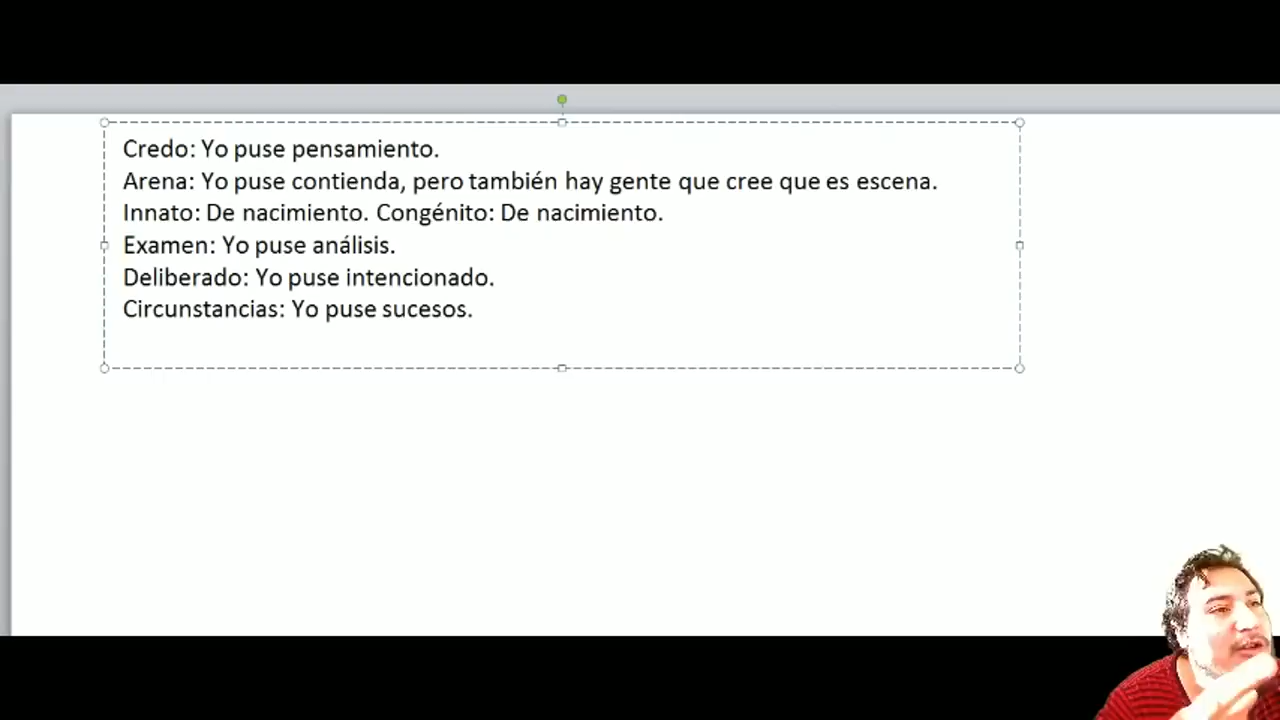 Credo: Yo puse pensamiento.
Arena: Yo puse contienda, pero también hay gente que cree que es escena.
Innato: De nacimiento. Congénito: De nacimiento.
Examen: Yo puse análisis.
Deliberado: Yo puse intencionado.
Circunstancias: Yo puse sucesos.